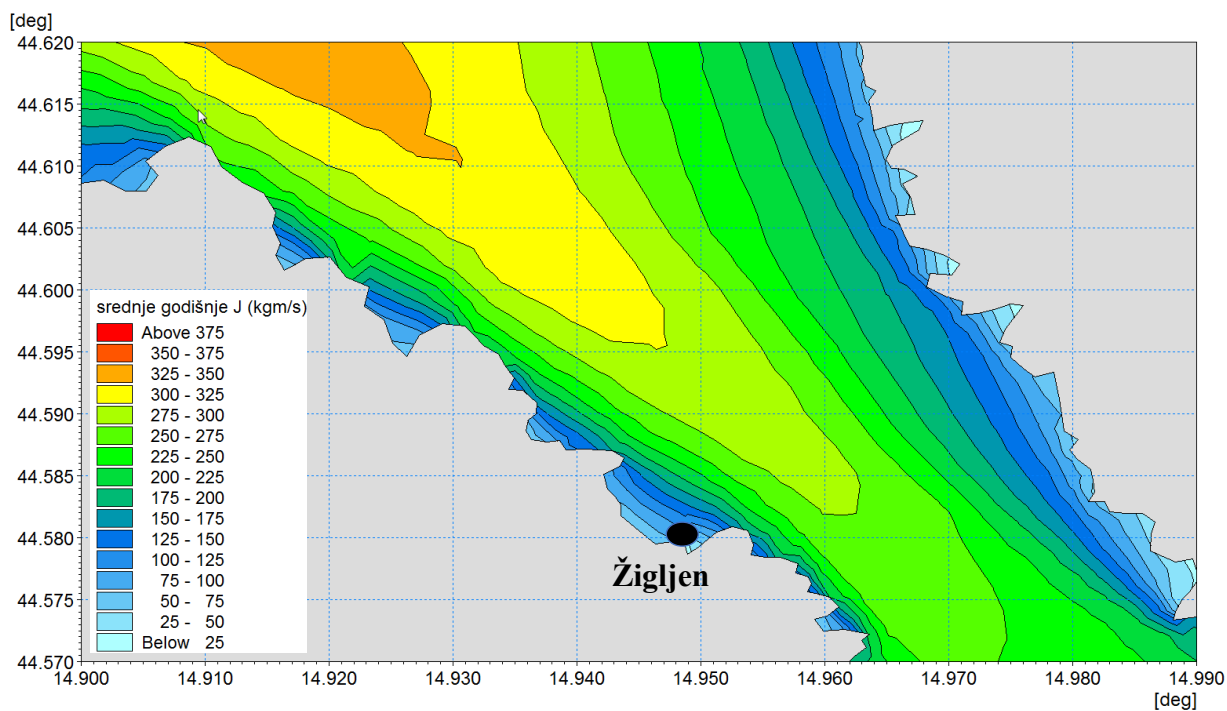 [deg]
44.620
44.615
44.610
44.605
44.600
44.595
44.590
44.585
44.580
44.575
44.570
srednje godišnje J (kgm/s)
Above 375
350 - 375
325 - 350
300 - 325
275 - 300
250 - 275
225 - 250
200 - 225
175 - 200
150 - 175
125 - 150
100 - 125
75 - 100
50 - 75
25 - 50
Below 25
Žigljen
14.900 14.910 14.920 14.930 14.940 14.950 14.960 14.970 14.980 14.990
[deg]